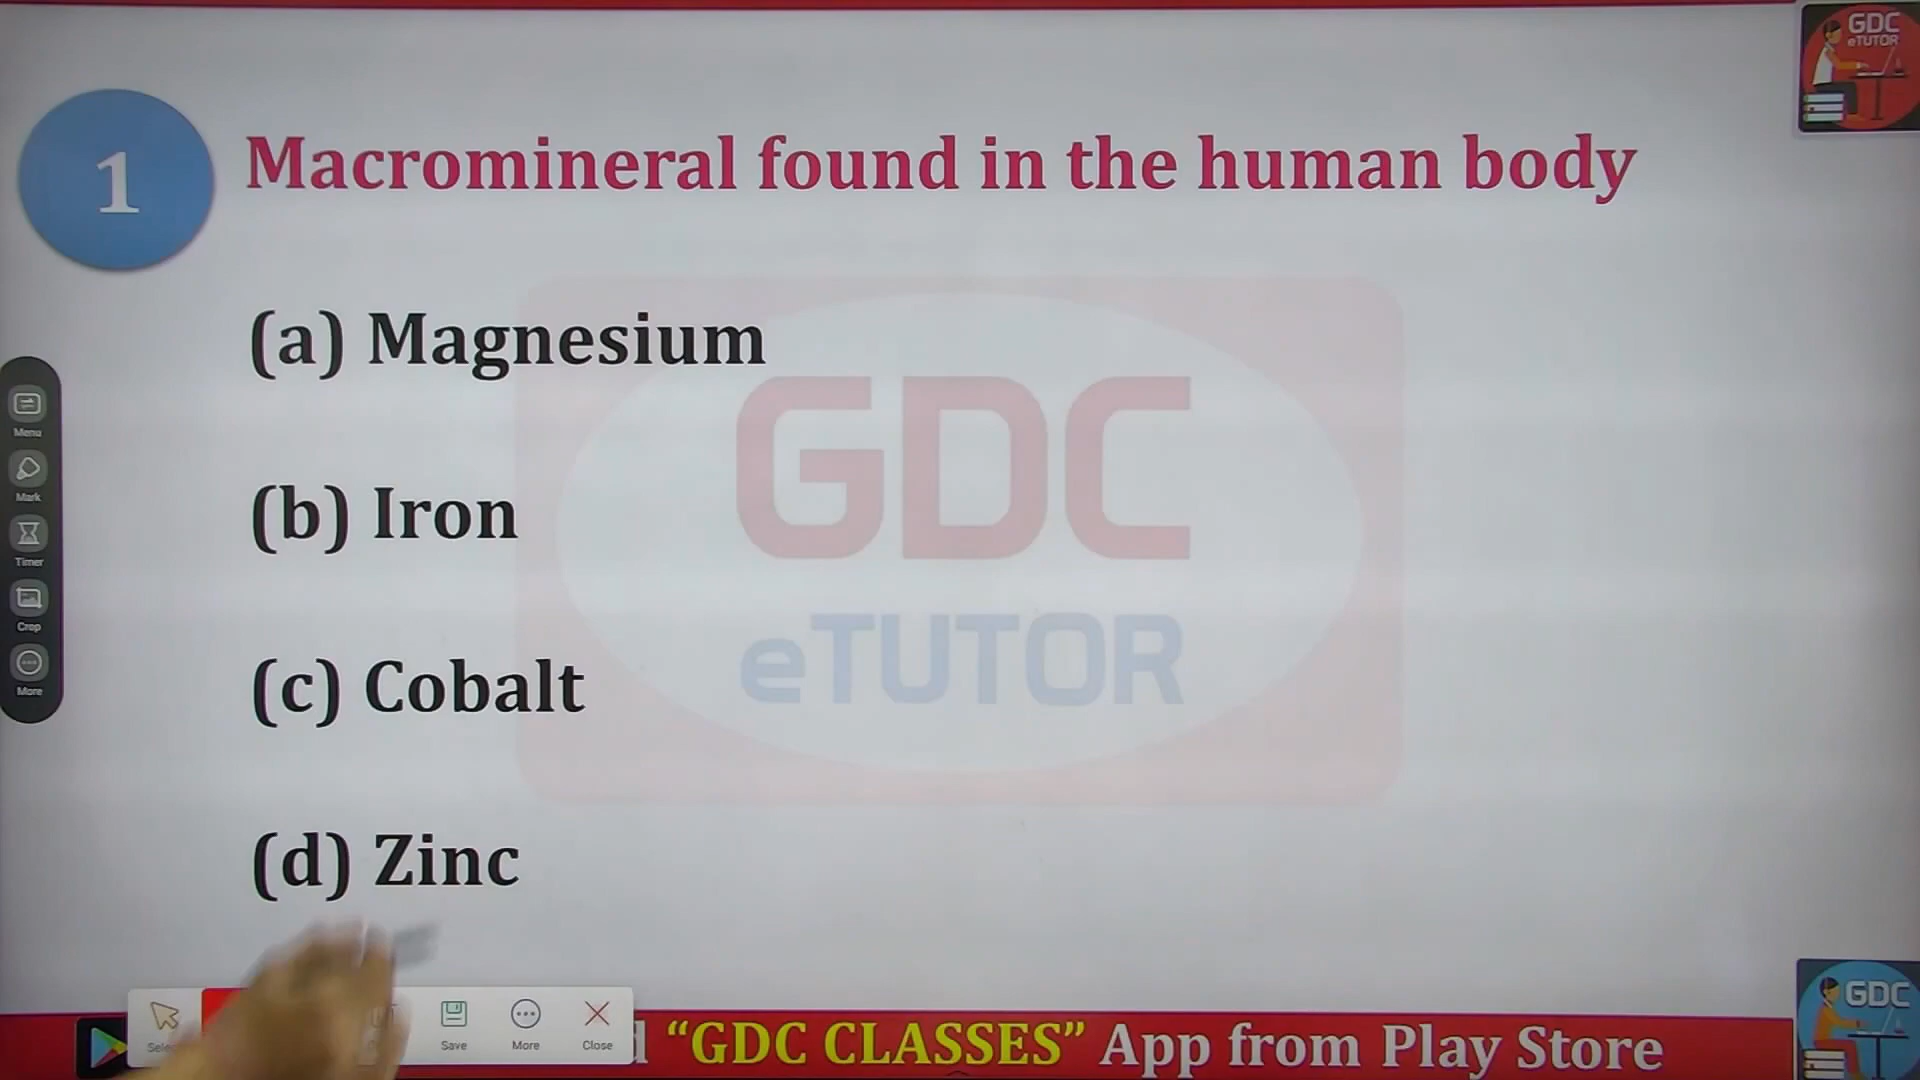 GDC
eTUTOR
1
Macromineral found in the human body
(a) Magnesium
(b) Iron
(c) Cobalt
(d) Zinc
GDC
eTUTOR
Menu
Mark
Timer
Crop
More
Save
More
Close
“GDC CLASSES” App from Play Store
GDC